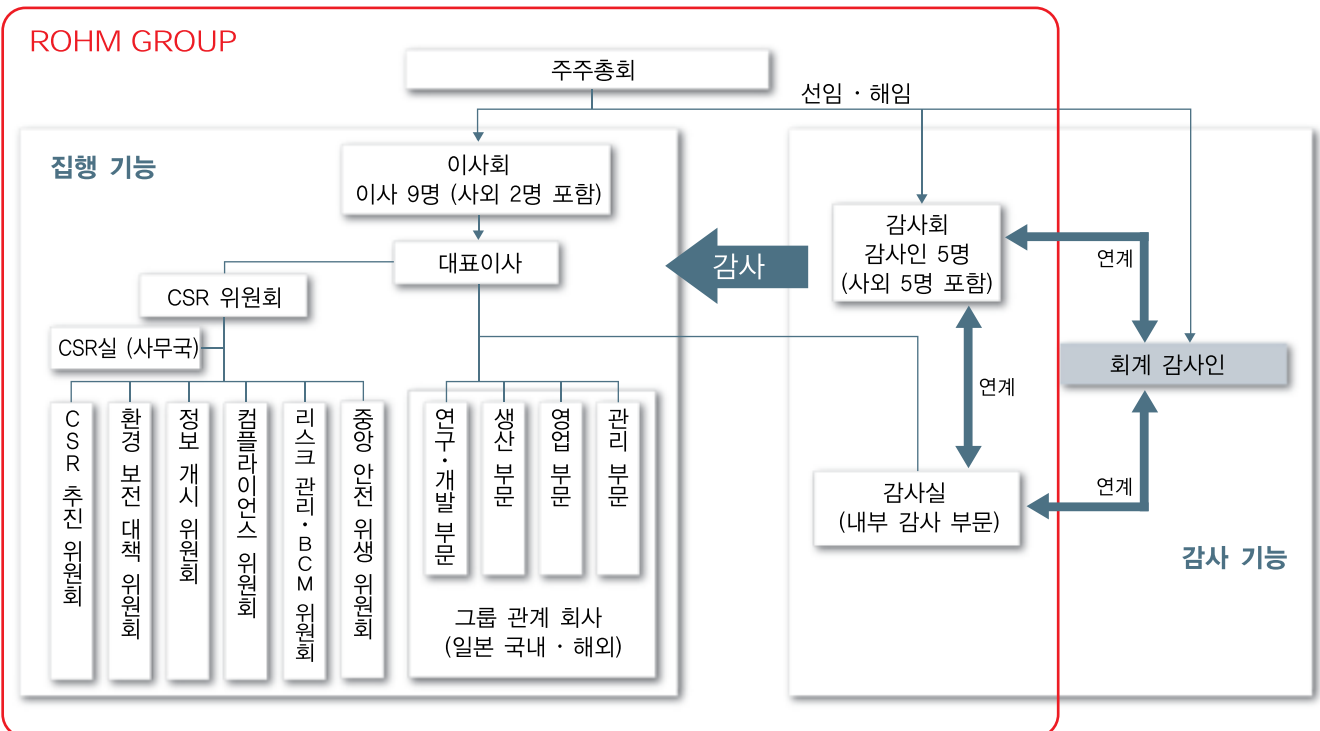 ROHM GROUP
주주총회
선임 · 해임
집행 기능
이사회
이사 9명 (사외 2명 포함)
대표이사
CSR 위원회
CSR실 (사무국)
CSR 추진 위원회
환경 보전 대책 위원회
정보 개시 위원회
컴플라이언스 위원회
리스크 관리·BCM 위원회
중앙 안전 위생 위원회
연구·개발 부문
생산 부문
영업 부문
관리 부문
그룹 관계 회사
(일본 국내 · 해외)
감사
감사회
감사인 5명
(사외 5명 포함)
연계
회계 감사인
연계
연계
감사실
(내부 감사 부문)
감사 기능